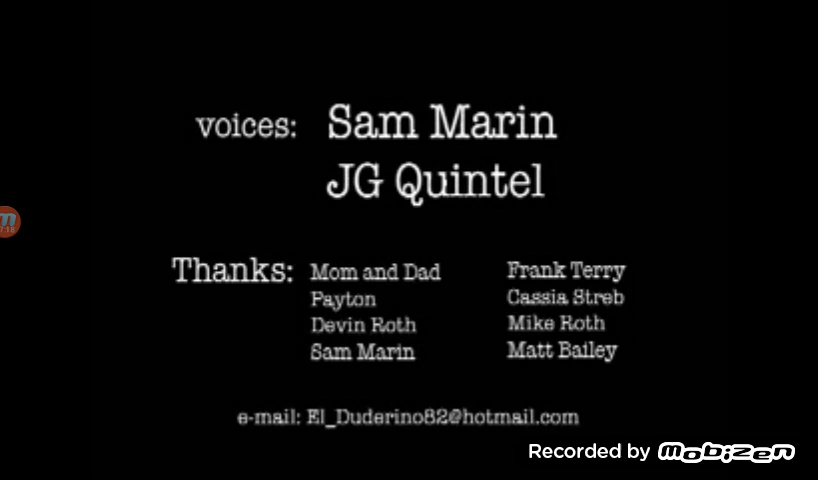 voices: Sam Marin
JG Quintel
Thanks: Mom and Dad Frank Terry
Payton Cassia Streb
Devin Roth Mike Roth
Sam Marin Matt Bailey
e-mail: El_Duderino82@hotmail.com
Recorded by mobizen